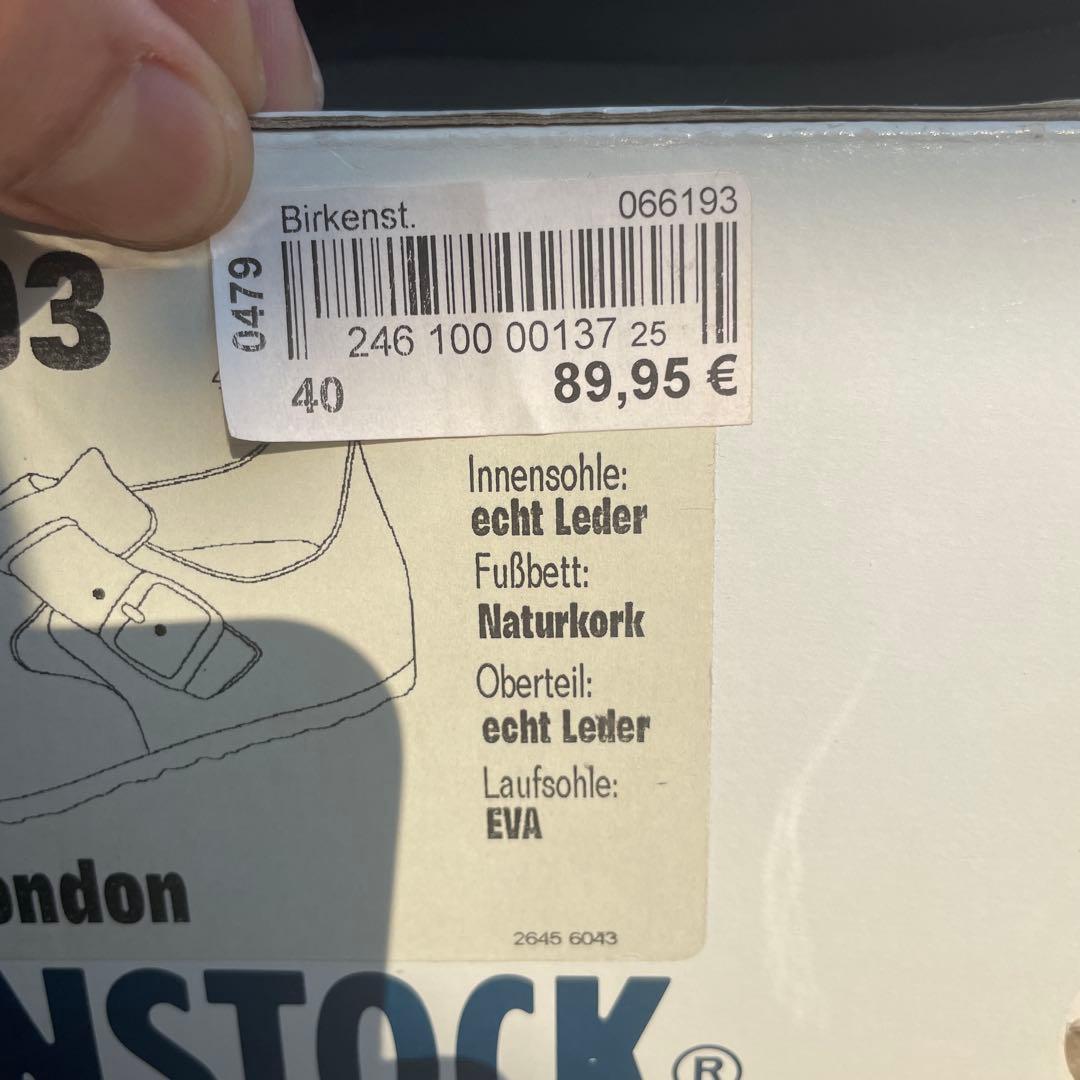 Birkenst. 066193
0479
246 100 00137 25
40 89,95 €
93
Innensohle:
echt Leder
Fußbett:
Naturkork
Oberteil:
echt Leder
Laufsohle:
EVA
ondon
2645 6043
NSTOCK®